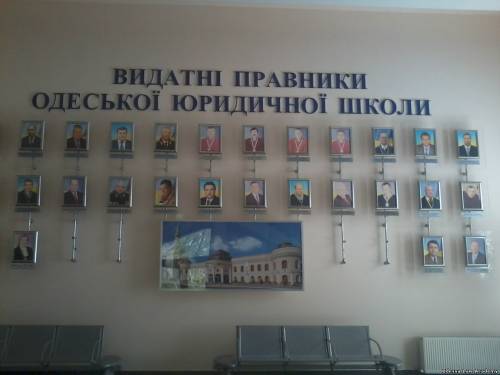 ВИДАТНІ ПРАВНИКИ
ОДЕСЬКОЇ ЮРИДИЧНОЇ ШКОЛИ